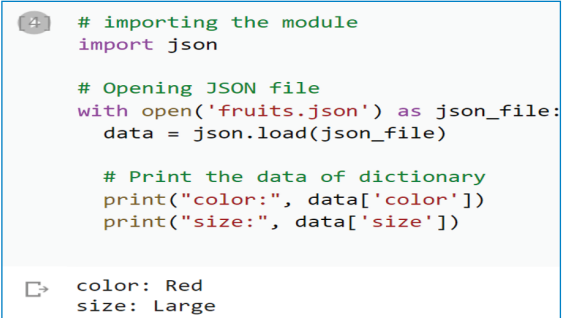 [4] # importing the module
import json
# Opening JSON file
with open('fruits.json') as json_file:
data = json.load(json_file)
# Print the data of dictionary
print("color:", data['color'])
print("size:", data['size'])
color: Red
size: Large